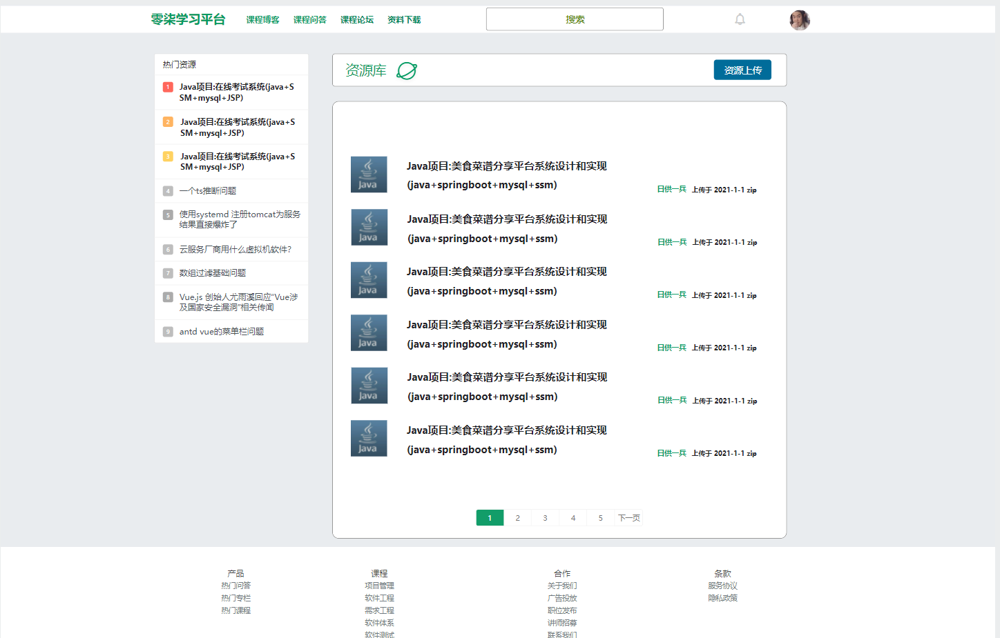 零柒学习平台
课程博客 课程问答 课程论坛 资料下载
搜索
热门资源
1 Java项目:在线考试系统(java+S
SM+mysql+JSP)
2 Java项目:在线考试系统(java+S
SM+mysql+JSP)
3 Java项目:在线考试系统(java+S
SM+mysql+JSP)
4 一个ts推断问题
5 使用systemd 注册tomcat为服务
结果直接爆炸了
6 云服务厂商用什么虚拟机软件?
7 数组过滤基础问题
8 Vue.js 创始人尤雨溪回应“Vue涉
及国家安全漏洞”相关传闻
9 antd vue的菜单栏问题
资源库
资源上传
Java
Java项目:美食菜谱分享平台系统设计和实现
(java+springboot+mysql+ssm)
日供一兵 上传于 2021-1-1 zip
Java
Java项目:美食菜谱分享平台系统设计和实现
(java+springboot+mysql+ssm)
日供一兵 上传于 2021-1-1 zip
Java
Java项目:美食菜谱分享平台系统设计和实现
(java+springboot+mysql+ssm)
日供一兵 上传于 2021-1-1 zip
Java
Java项目:美食菜谱分享平台系统设计和实现
(java+springboot+mysql+ssm)
日供一兵 上传于 2021-1-1 zip
Java
Java项目:美食菜谱分享平台系统设计和实现
(java+springboot+mysql+ssm)
日供一兵 上传于 2021-1-1 zip
Java
Java项目:美食菜谱分享平台系统设计和实现
(java+springboot+mysql+ssm)
日供一兵 上传于 2021-1-1 zip
1 2 3 4 5 下一页
产品
热门问答
热门专栏
热门课程
课程
项目管理
软件工程
需求工程
软件体系
软件测试
合作
关于我们
广告投放
职位发布
讲师招募
联系我们
条款
服务协议
隐私政策